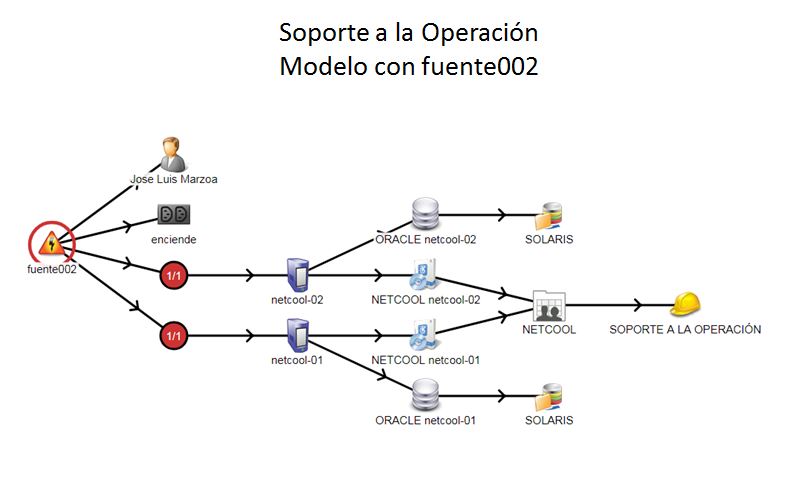 Soporte a la Operación
Modelo con fuente002
Jose Luis Marzoa
enciende
fuente002
1/1
1/1
netcool-02
netcool-01
ORACLE netcool-02
SOLARIS
NETCOOL netcool-02
NETCOOL
SOPORTE A LA OPERACIÓN
NETCOOL netcool-01
ORACLE netcool-01
SOLARIS